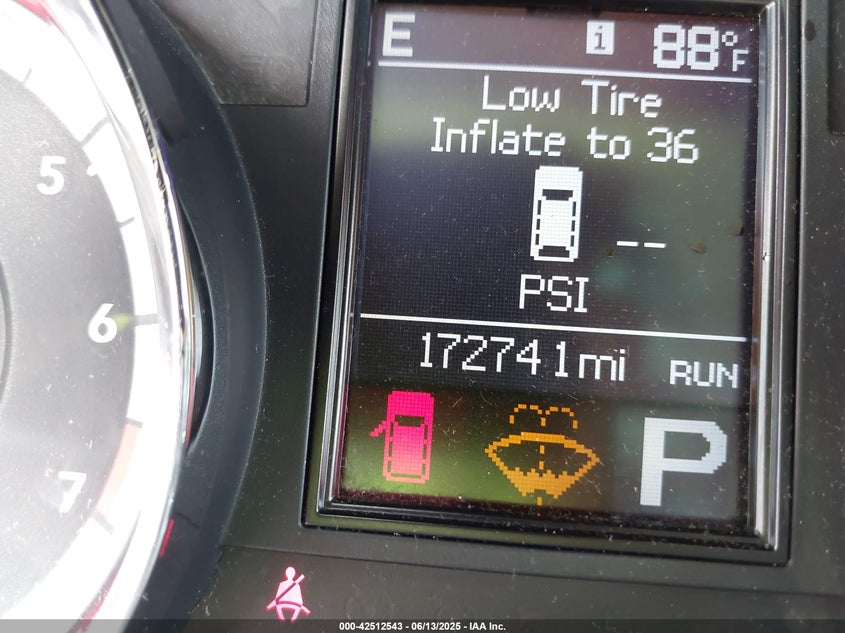 E i 88°F
Low Tire
Inflate to 36
5
--
PSI
6
172741mi RUN
P
7
000-42512543 - 06/13/2025 - IAA Inc.